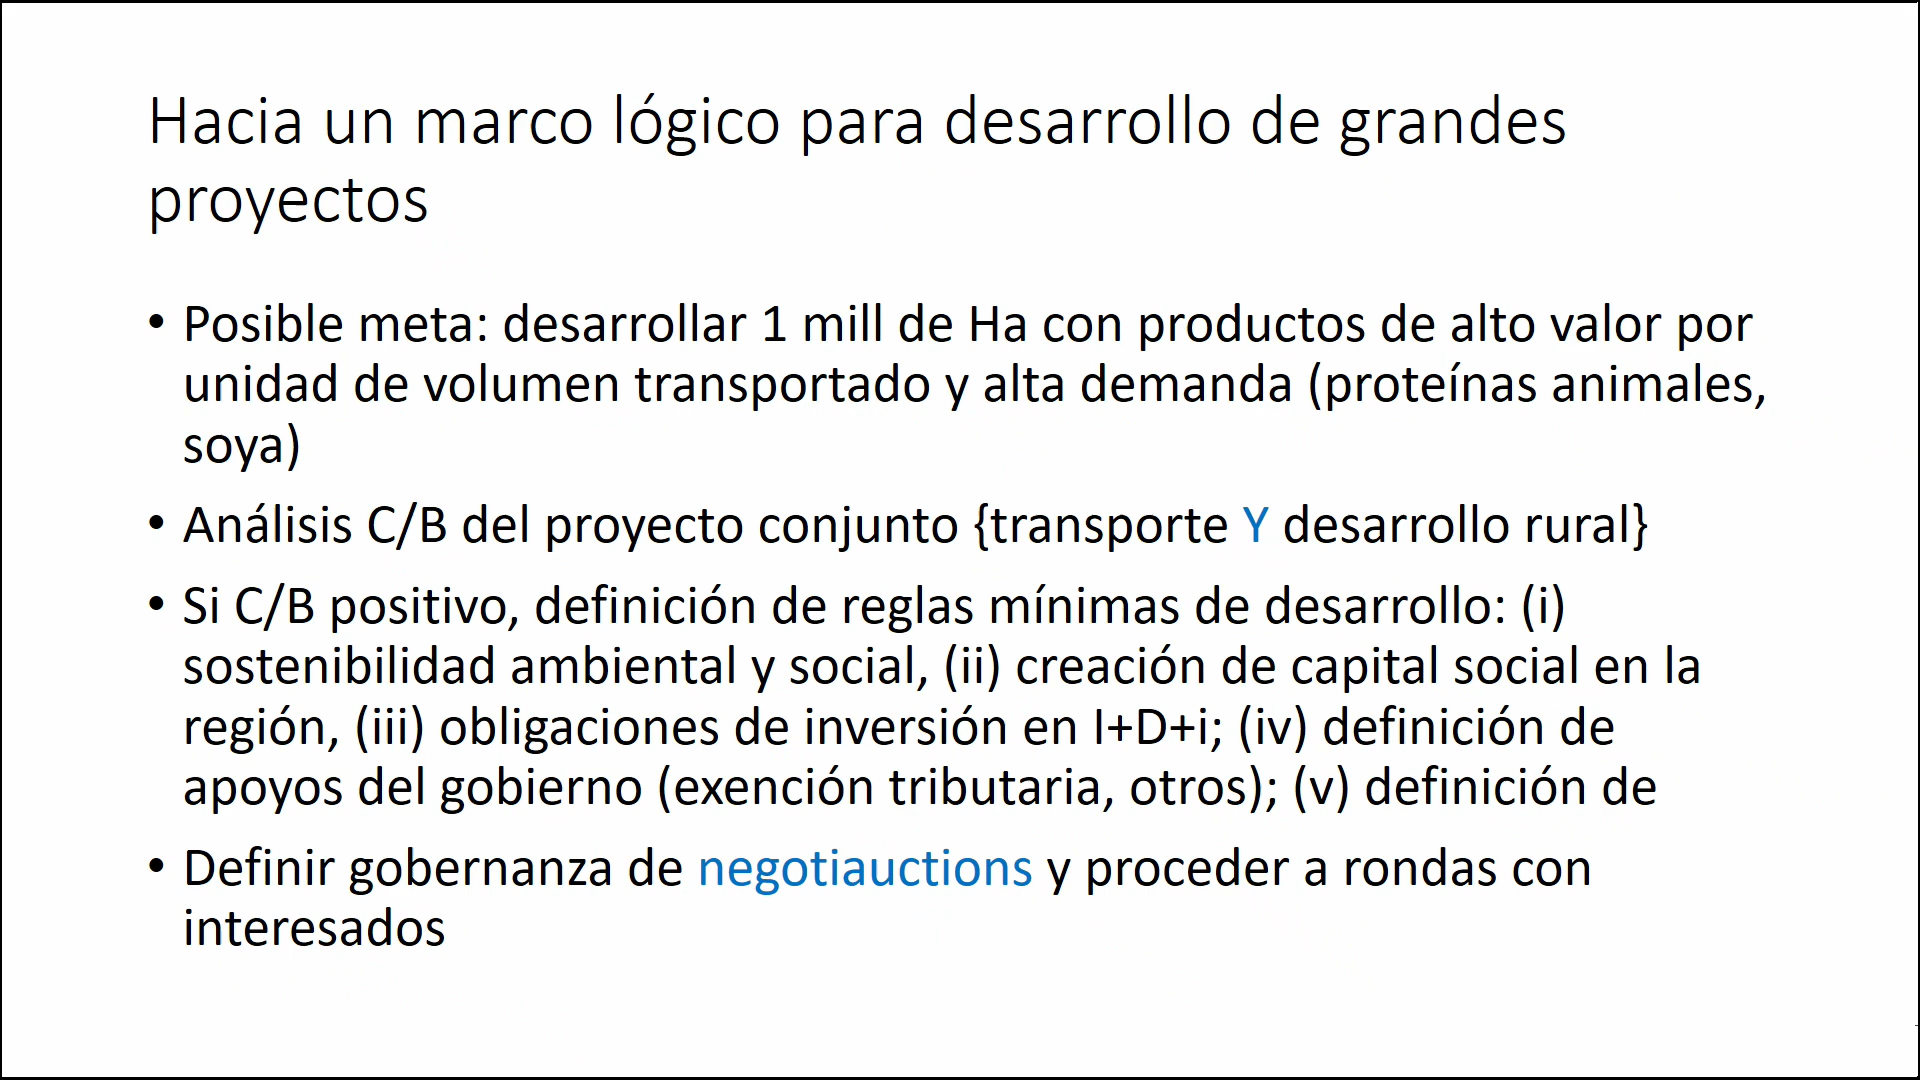 Hacia un marco lógico para desarrollo de grandes
proyectos
• Posible meta: desarrollar 1 mill de Ha con productos de alto valor por
unidad de volumen transportado y alta demanda (proteínas animales,
soya)
• Análisis C/B del proyecto conjunto {transporte Y desarrollo rural}
• Si C/B positivo, definición de reglas mínimas de desarrollo: (i)
sostenibilidad ambiental y social, (ii) creación de capital social en la
región, (iii) obligaciones de inversión en I+D+i; (iv) definición de
apoyos del gobierno (exención tributaria, otros); (v) definición de
• Definir gobernanza de negotiauctions y proceder a rondas con
interesados